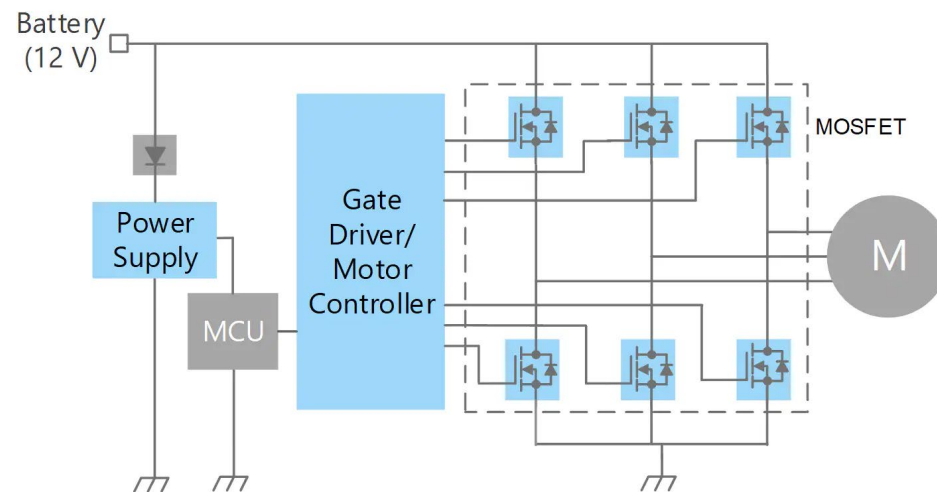 Battery
(12 V)
MOSFET
Power
Supply
Gate
Driver/
Motor
Controller
M
MCU